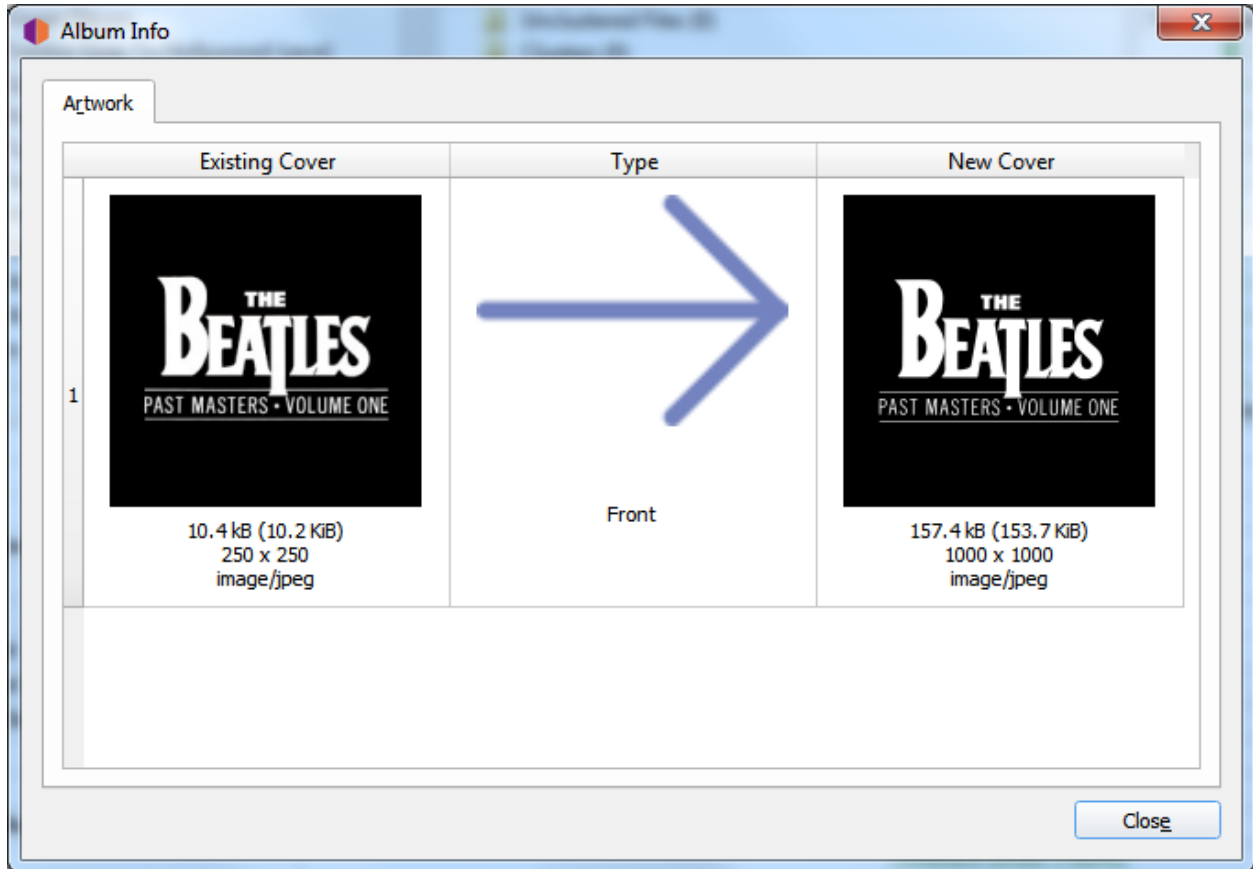 Album Info
Artwork
Existing Cover
Type
New Cover
1
THE
BEATLES
PAST MASTERS • VOLUME ONE
10.4 kB (10.2 KiB)
250 x 250
image/jpeg
Front
THE
BEATLES
PAST MASTERS • VOLUME ONE
157.4 kB (153.7 KiB)
1000 x 1000
image/jpeg
Close